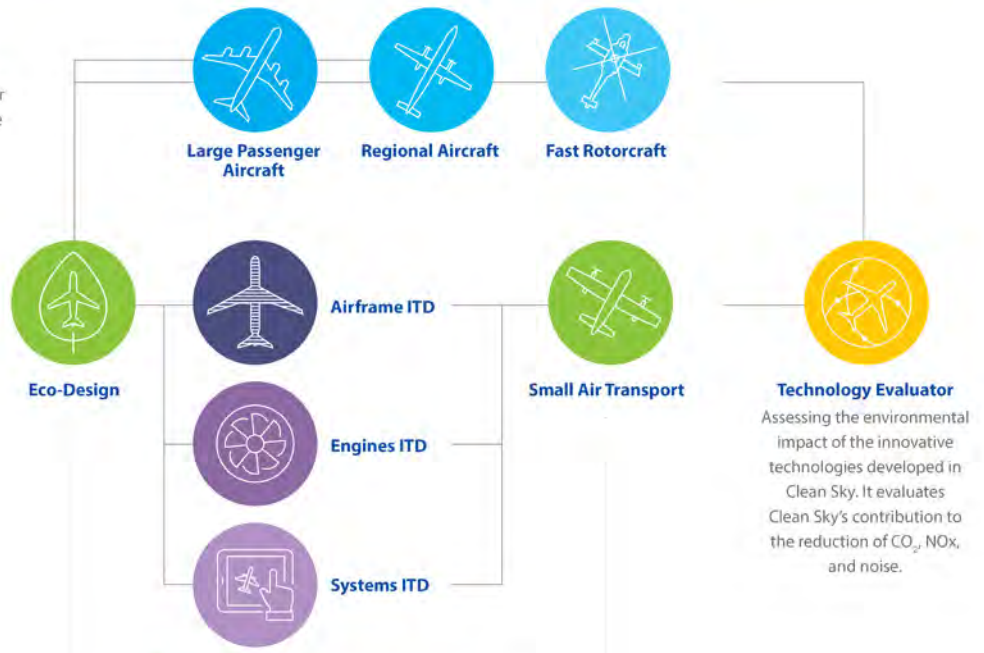 Large Passenger
Aircraft
Regional Aircraft
Fast Rotorcraft
Airframe ITD
Eco-Design
Small Air Transport
Technology Evaluator
Assessing the environmental
impact of the innovative
technologies developed in
Clean Sky. It evaluates
Clean Sky's contribution to
the reduction of CO₂, NOx,
and noise.
Engines ITD
Systems ITD